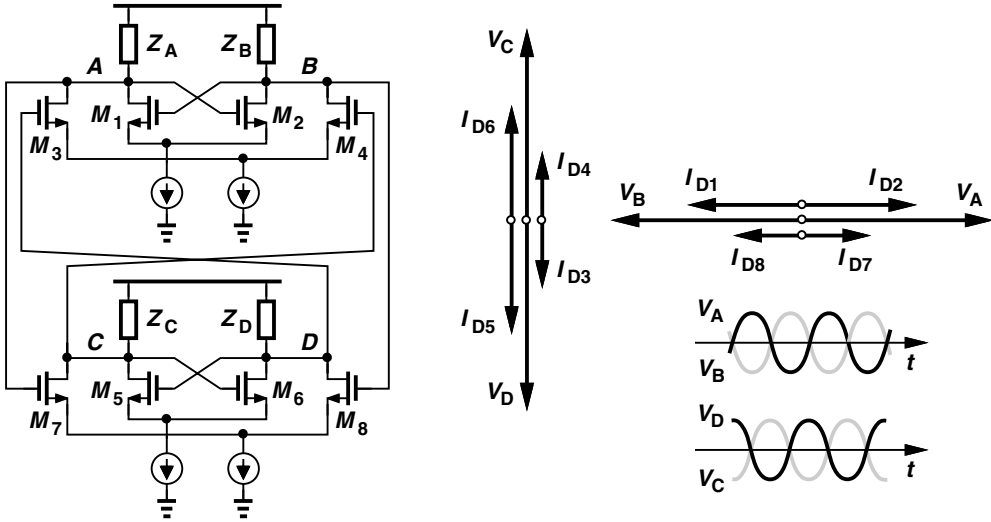 Z_A
Z_B
A
B
M_1
M_2
M_3
M_4
Z_C
Z_D
C
D
M_5
M_6
M_7
M_8
V_C
I_D6
I_D4
I_D3
I_D5
V_D
V_B
I_D1
I_D2
V_A
I_D8
I_D7
V_A
V_B
t
V_D
V_C
t